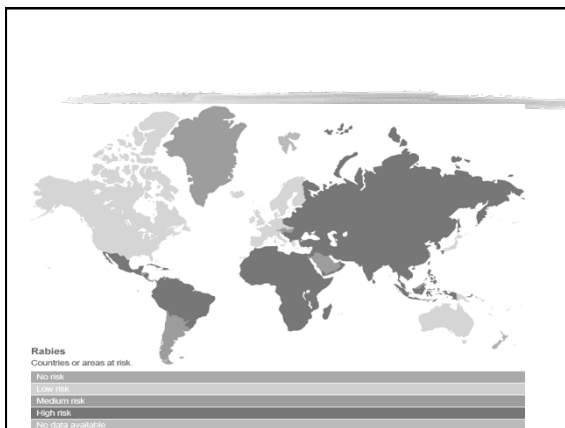 Rabies
Countries or areas at risk.
No risk
Low risk
Medium risk
High risk
No data available